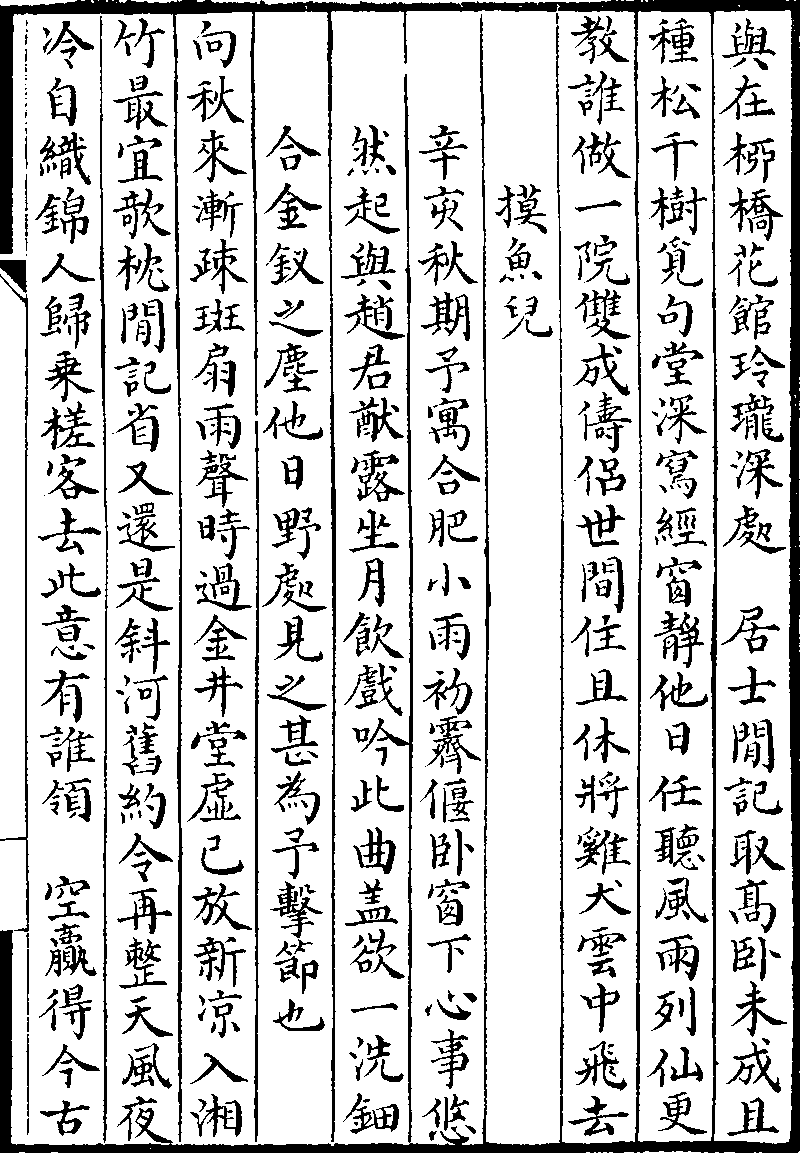 與在栁橋花館玲瓏深處　居士閒記取髙卧未成且
種松千樹覓句堂深寫經窗靜他日任聽風雨列仙更
教誰做一院雙成儔侣世間住且休將雞犬雲中飛去
摸魚兒
辛亥秋期予寓合肥小雨初霽偃卧窗下心事悠
然起與趙君猷露坐月飲戲吟此曲盖欲一洗鈿
合金釵之塵他日野處見之甚為予擊節也
向秋來漸疎斑扇雨聲時過金井堂虚已放新凉入湘
竹最宜欹枕閒記省又還是斜河舊約令再整天風夜
冷自織錦人歸乗槎客去此意有誰領　空贏得今古